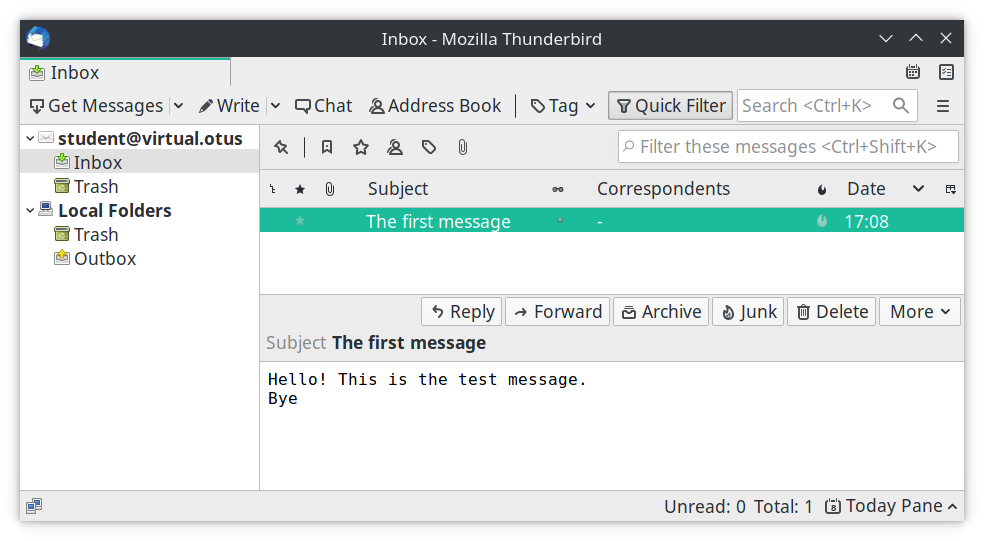 Inbox - Mozilla Thunderbird
Inbox
Get Messages Write Chat Address Book Tag Quick Filter Search <Ctrl+K>
student@virtual.otus
Inbox
Trash
Local Folders
Trash
Outbox
Filter these messages <Ctrl+Shift+K>
Subject Correspondents Date
The first message - 17:08
Reply Forward Archive Junk Delete More
Subject The first message
Hello! This is the test message.
Bye
Unread: 0 Total: 1 8 Today Pane